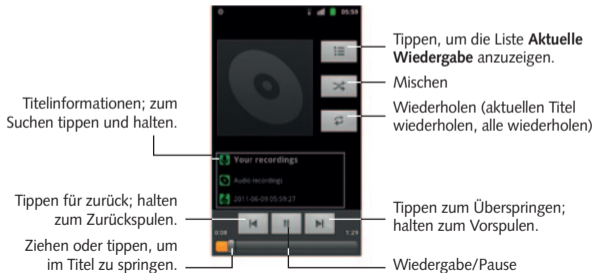 05:59
Tippen, um die Liste Aktuelle
Wiedergabe anzuzeigen.
Mischen
Wiederholen (aktuellen Titel
wiederholen, alle wiederholen)
Titelinformationen; zum
Suchen tippen und halten.
Your recordings
Audio recordings
2011-06-09 05:59:27
Tippen für zurück; halten
zum Zurückspulen.
Tippen zum Überspringen;
halten zum Vorspulen.
0:08
1:29
Ziehen oder tippen, um
im Titel zu springen.
Wiedergabe/Pause